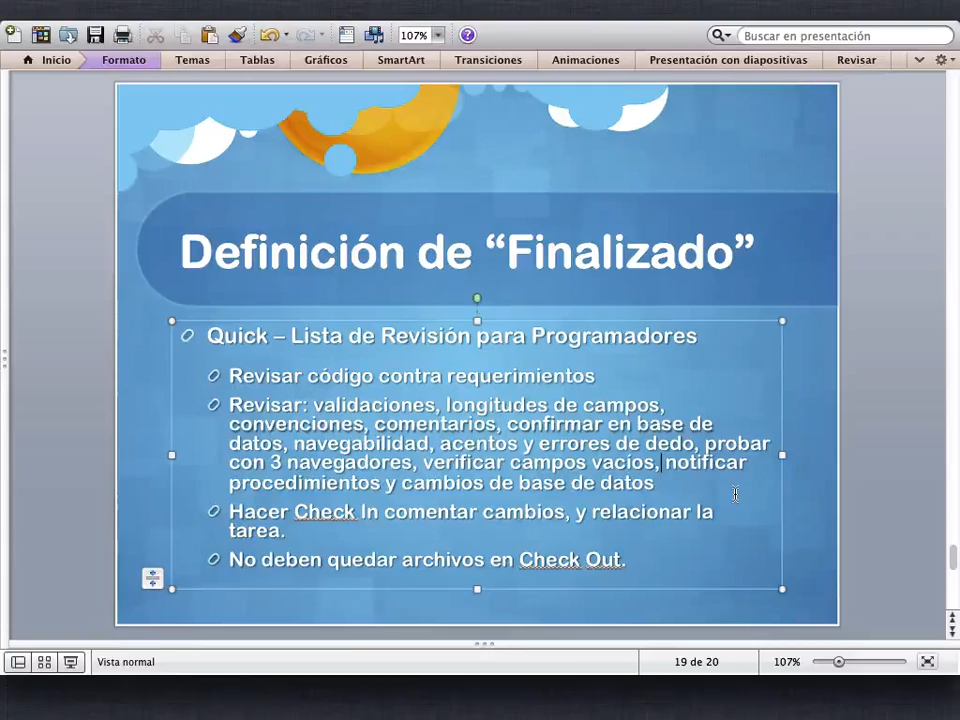 107%
Buscar en presentación
Inicio Formato Temas Tablas Gráficos SmartArt Transiciones Animaciones Presentación con diapositivas Revisar
Definición de “Finalizado”
Quick – Lista de Revisión para Programadores
Revisar código contra requerimientos
Revisar: validaciones, longitudes de campos,
convenciones, comentarios, confirmar en base de
datos, navegabilidad, acentos y errores de dedo, probar
con 3 navegadores, verificar campos vacíos, notificar
procedimientos y cambios de base de datos
Hacer Check In comentar cambios, y relacionar la
tarea.
No deben quedar archivos en Check Out.
Vista normal 19 de 20 107%